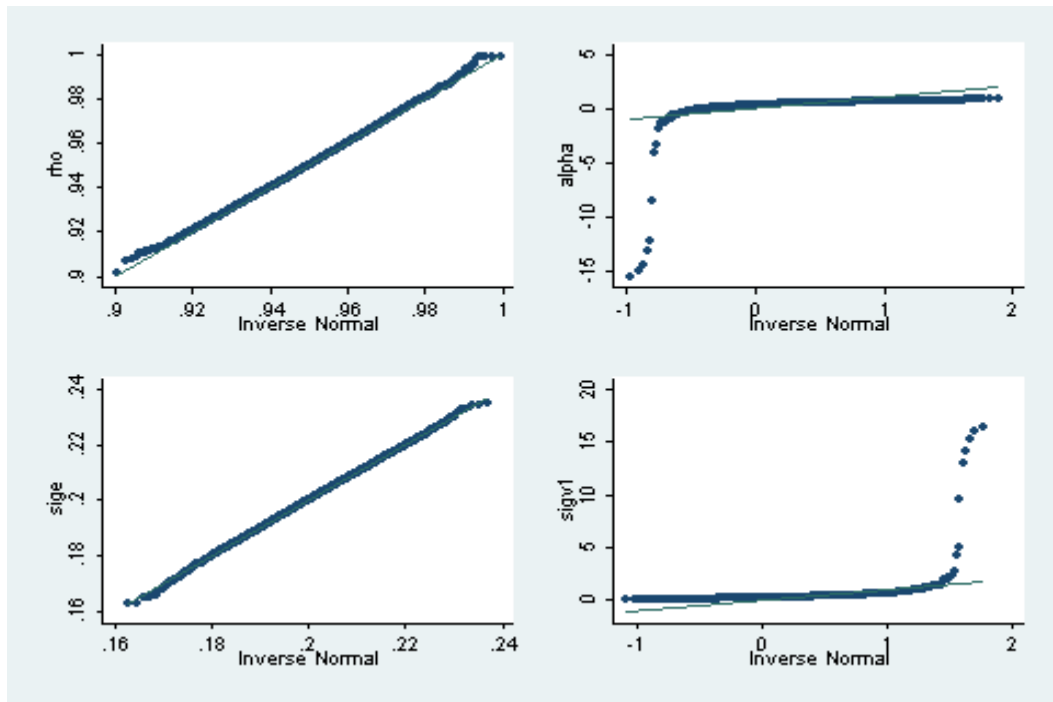 rho
1
.98
.96
.94
.92
.9
.9 .92 .94 .96 .98 1
Inverse Normal
alpha
5
0
-5
-10
-15
-1 0 1 2
Inverse Normal
sige
.24
.22
.2
.18
.16
.16 .18 .2 .22 .24
Inverse Normal
sigv1
20
15
10
5
0
-1 0 1 2
Inverse Normal